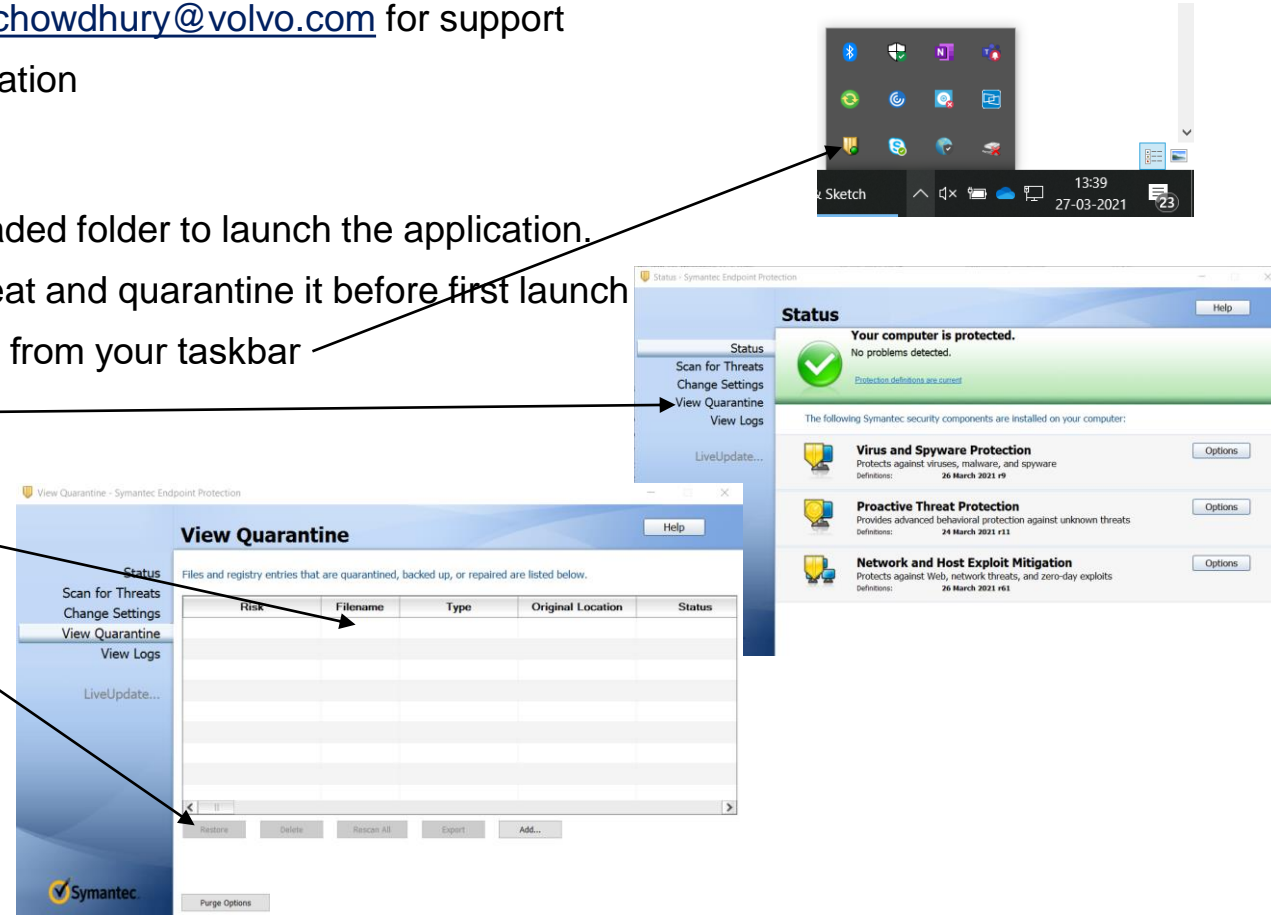 chowdhury@volvo.com for support
ation
aded folder to launch the application.
eat and quarantine it before first launch
from your taskbar
& Sketch
13:39
27-03-2021
23
Status - Symantec Endpoint Protection
Status
Help
Status
Scan for Threats
Change Settings
View Quarantine
View Logs
LiveUpdate...
Your computer is protected.
No problems detected.
Protection definitions are current
The following Symantec security components are installed on your computer:
Virus and Spyware Protection
Protects against viruses, malware, and spyware
Definitions: 26 March 2021 r9
Options
Proactive Threat Protection
Provides advanced behavioral protection against unknown threats
Definitions: 24 March 2021 r11
Options
Network and Host Exploit Mitigation
Protects against Web, network threats, and zero-day exploits
Definitions: 26 March 2021 r61
Options
View Quarantine - Symantec Endpoint Protection
View Quarantine
Help
Status
Scan for Threats
Change Settings
View Quarantine
View Logs
LiveUpdate...
Files and registry entries that are quarantined, backed up, or repaired are listed below.
Risk Filename Type Original Location Status
Restore Delete Rescan All Export Add...
Symantec.
Purge Options